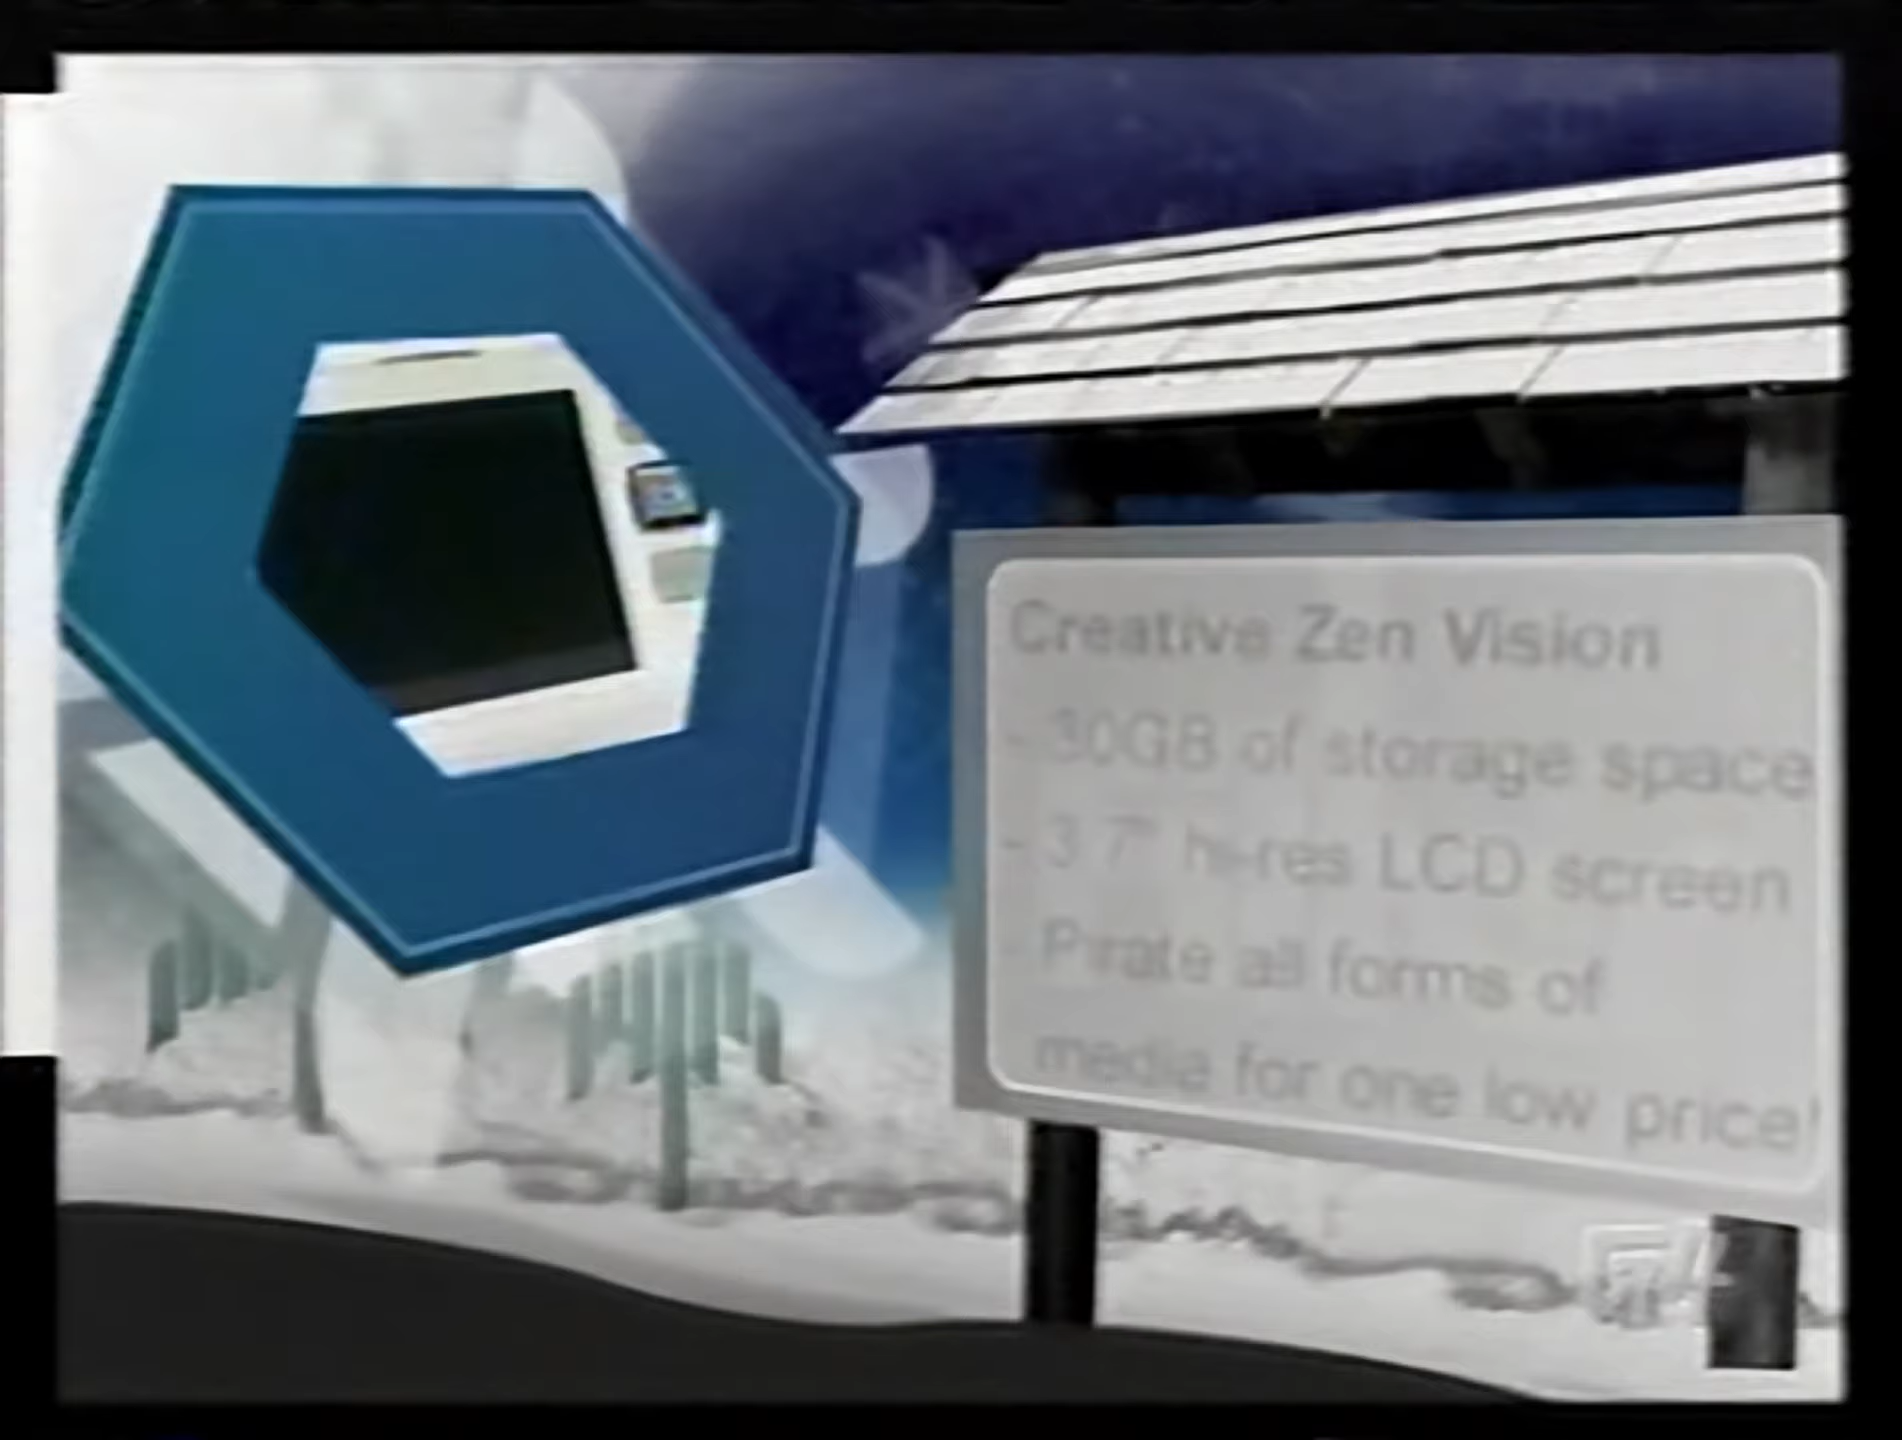 Creative Zen Vision
- 30GB of storage space
- 3.7" hi-res LCD screen
- Pirate all forms of
media for one low price!